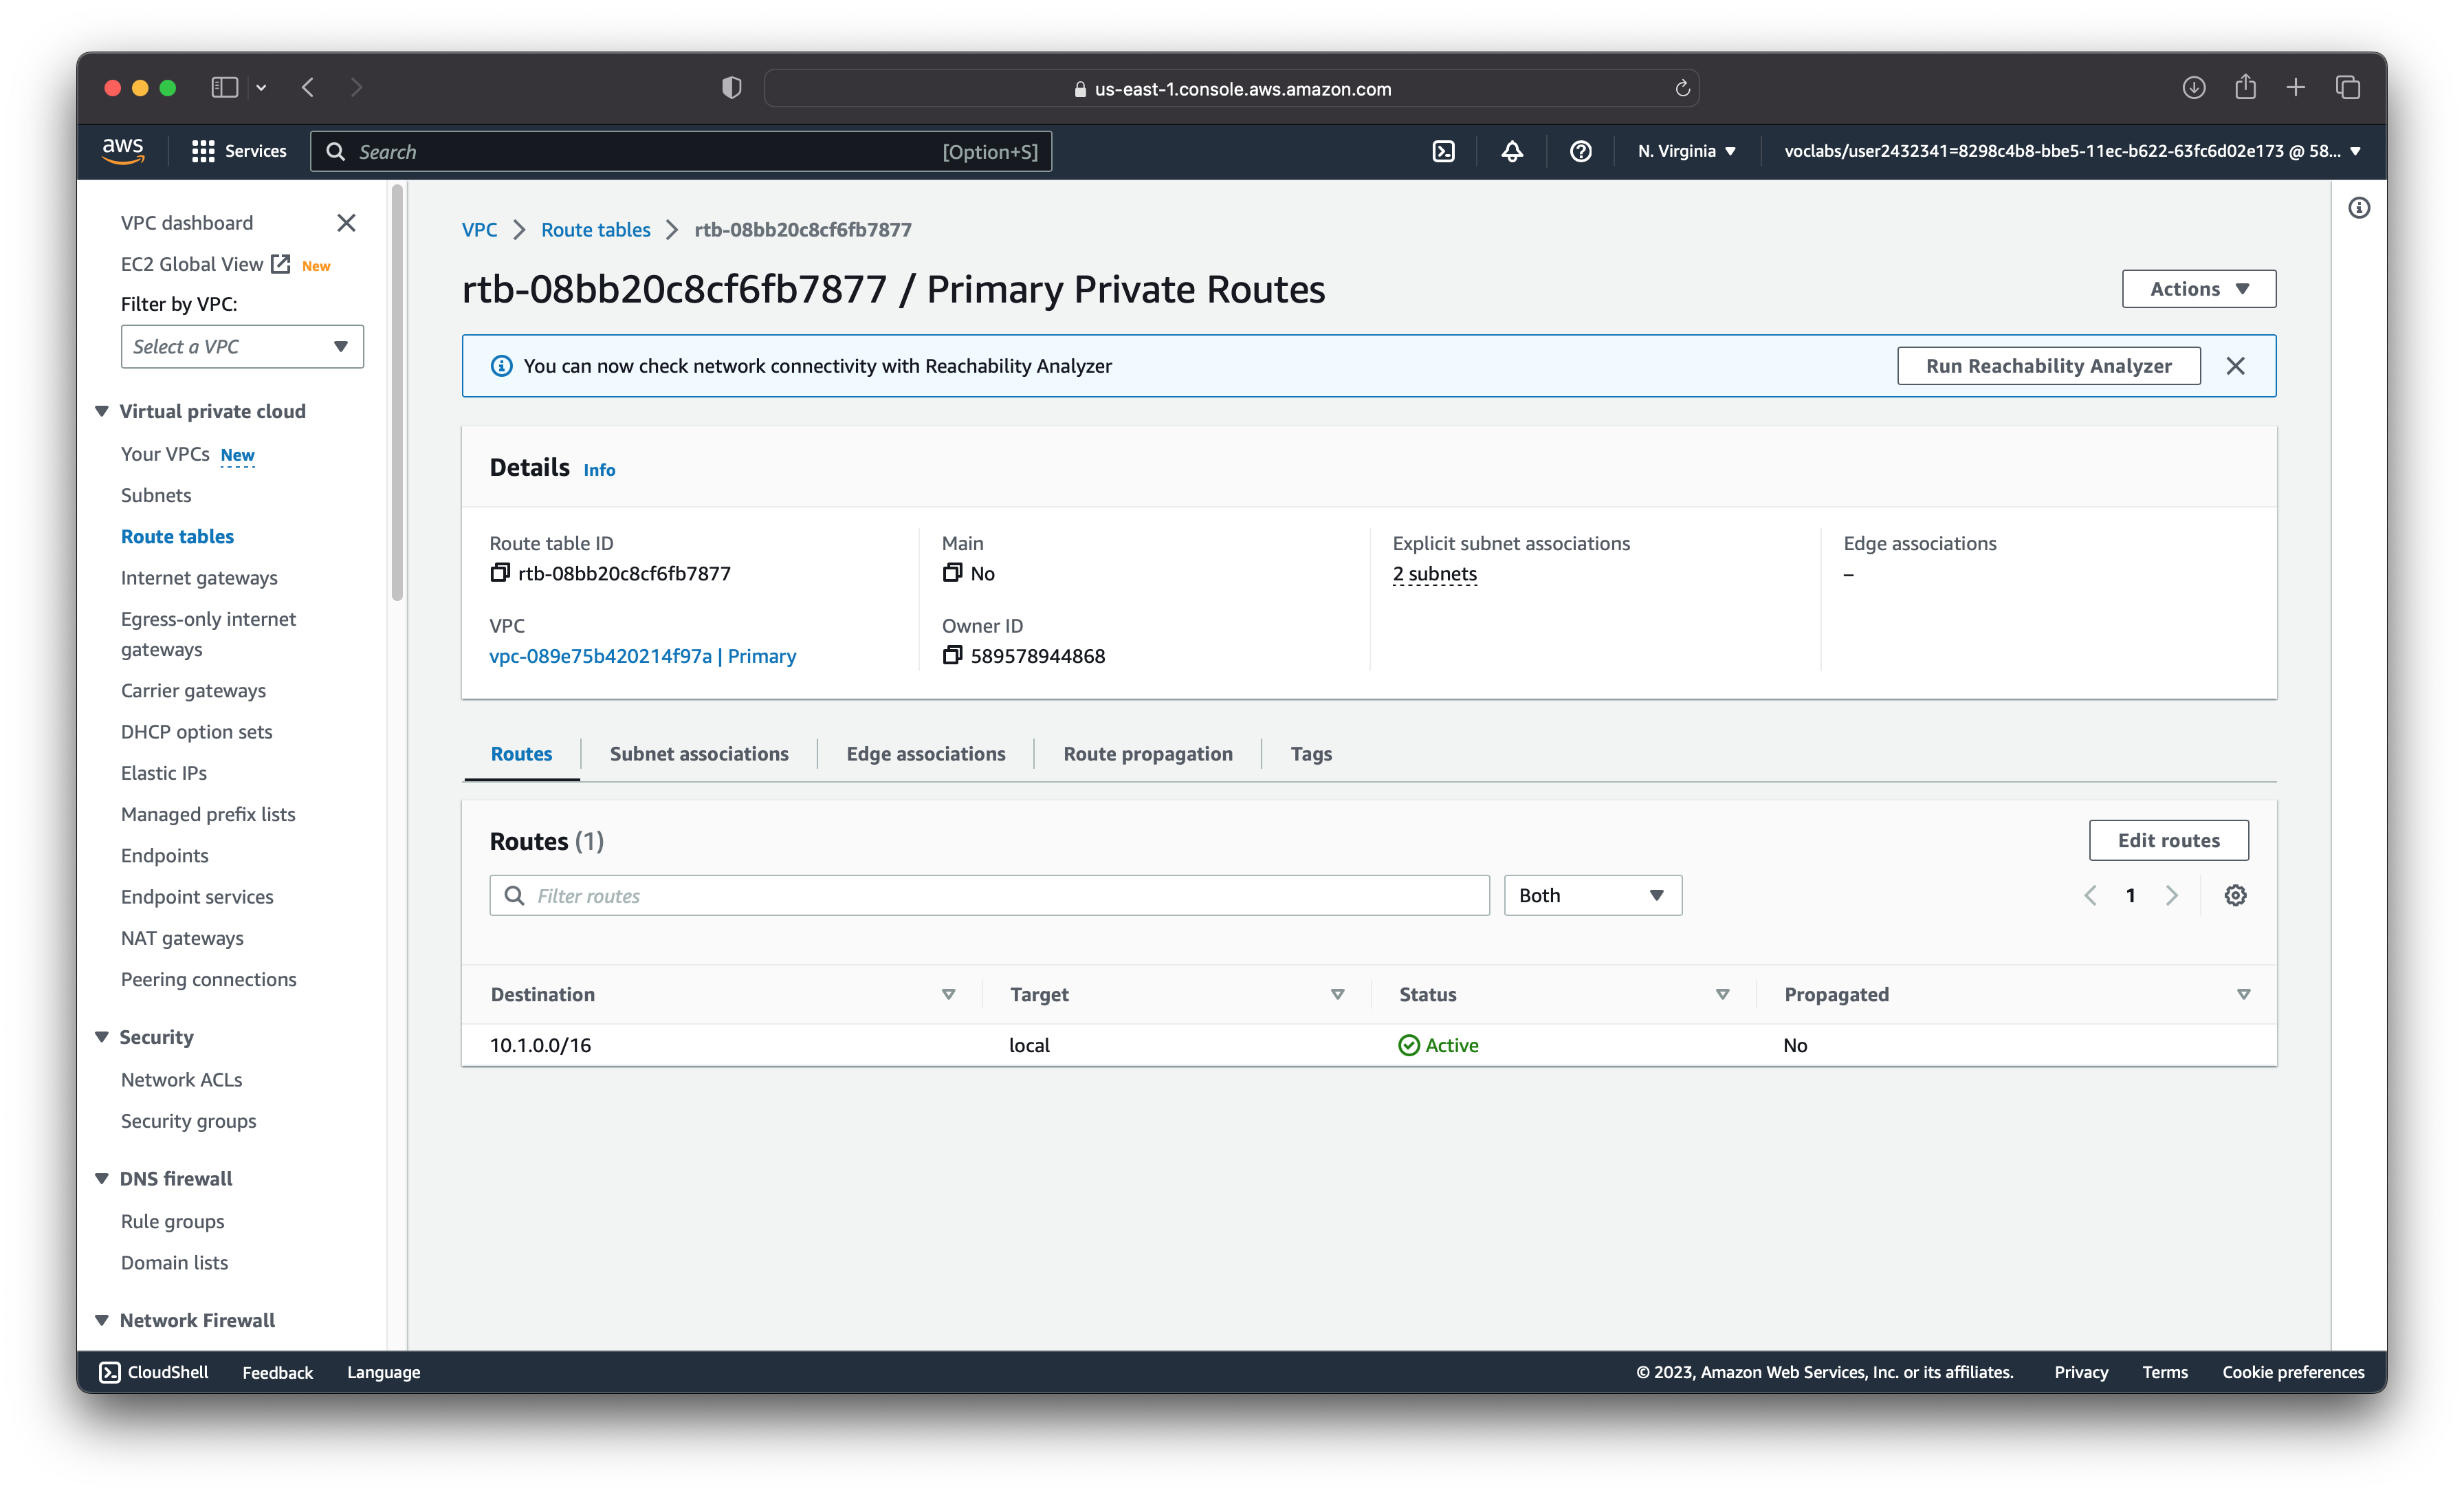 us-east-1.console.aws.amazon.com
aws
Services
Search
[Option+S]
N. Virginia
voclabs/user2432341=8298c4b8-bbe5-11ec-b622-63fc6d02e173 @ 58...
VPC dashboard
EC2 Global View New
Filter by VPC:
Select a VPC
Virtual private cloud
Your VPCs New
Subnets
Route tables
Internet gateways
Egress-only internet
gateways
Carrier gateways
DHCP option sets
Elastic IPs
Managed prefix lists
Endpoints
Endpoint services
NAT gateways
Peering connections
Security
Network ACLs
Security groups
DNS firewall
Rule groups
Domain lists
Network Firewall
VPC > Route tables > rtb-08bb20c8cf6fb7877
rtb-08bb20c8cf6fb7877 / Primary Private Routes
Actions
You can now check network connectivity with Reachability Analyzer
Run Reachability Analyzer
Details Info
Route table ID
rtb-08bb20c8cf6fb7877
VPC
vpc-089e75b420214f97a | Primary
Main
No
Owner ID
589578944868
Explicit subnet associations
2 subnets
Edge associations
–
Routes
Subnet associations
Edge associations
Route propagation
Tags
Routes (1)
Edit routes
Filter routes
Both
1
Destination Target Status Propagated
10.1.0.0/16 local Active No
CloudShell
Feedback
Language
© 2023, Amazon Web Services, Inc. or its affiliates.
Privacy
Terms
Cookie preferences